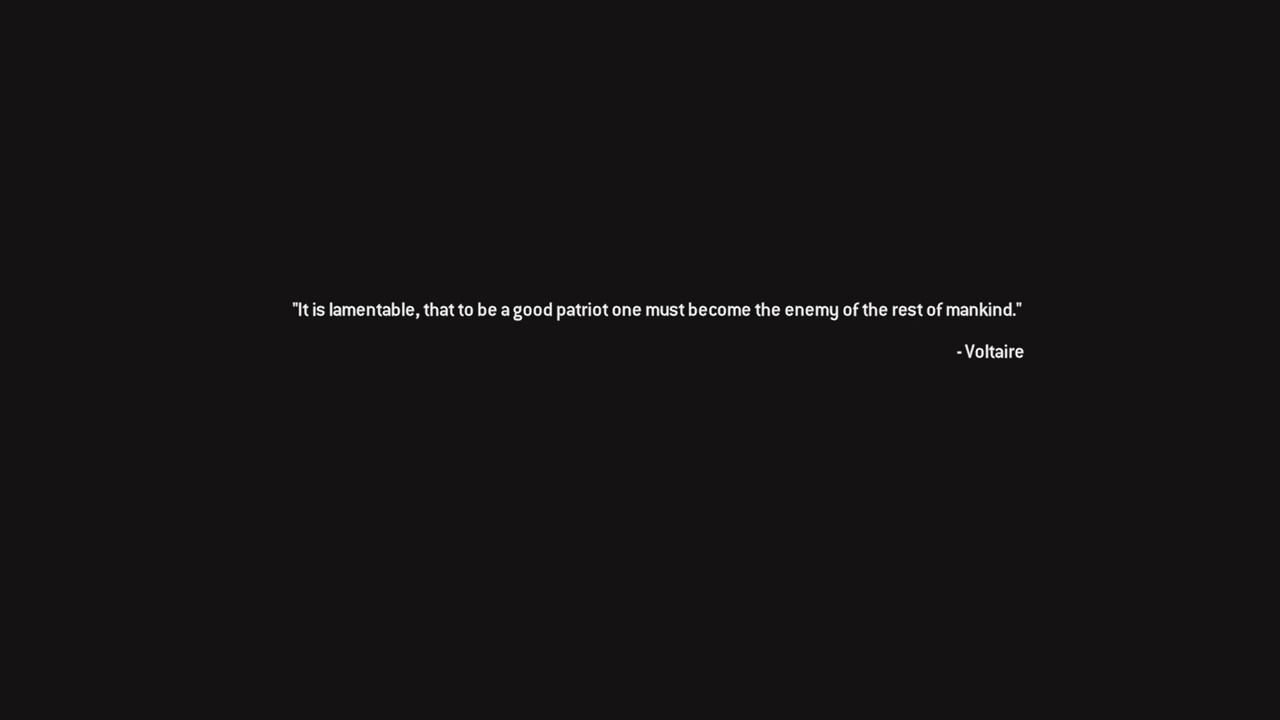 "It is lamentable, that to be a good patriot one must become the enemy of the rest of mankind."
- Voltaire